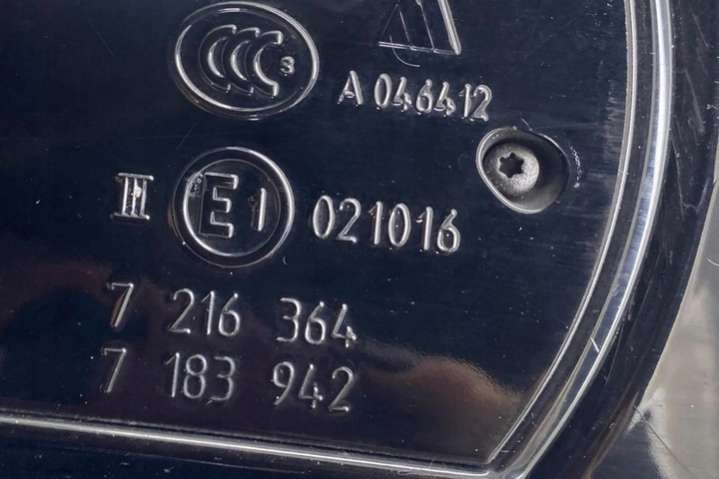 CCC S
A 046412
III E1 021016
7 216 364
7 183 942